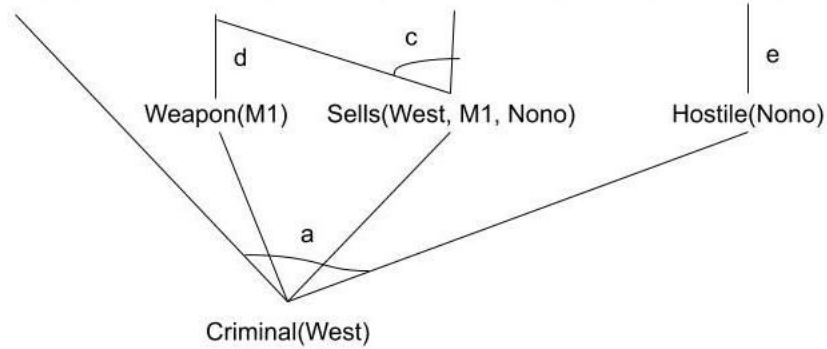 c
d
e
Weapon(M1) Sells(West, M1, Nono) Hostile(Nono)
a
Criminal(West)